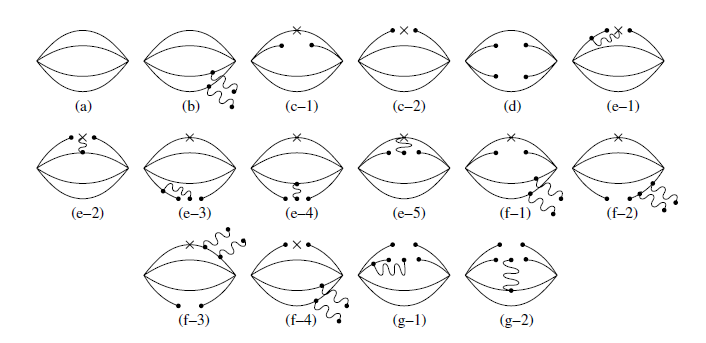 (a) (b) (c–1) (c–2) (d) (e–1)
(e–2) (e–3) (e–4) (e–5) (f–1) (f–2)
(f–3) (f–4) (g–1) (g–2)